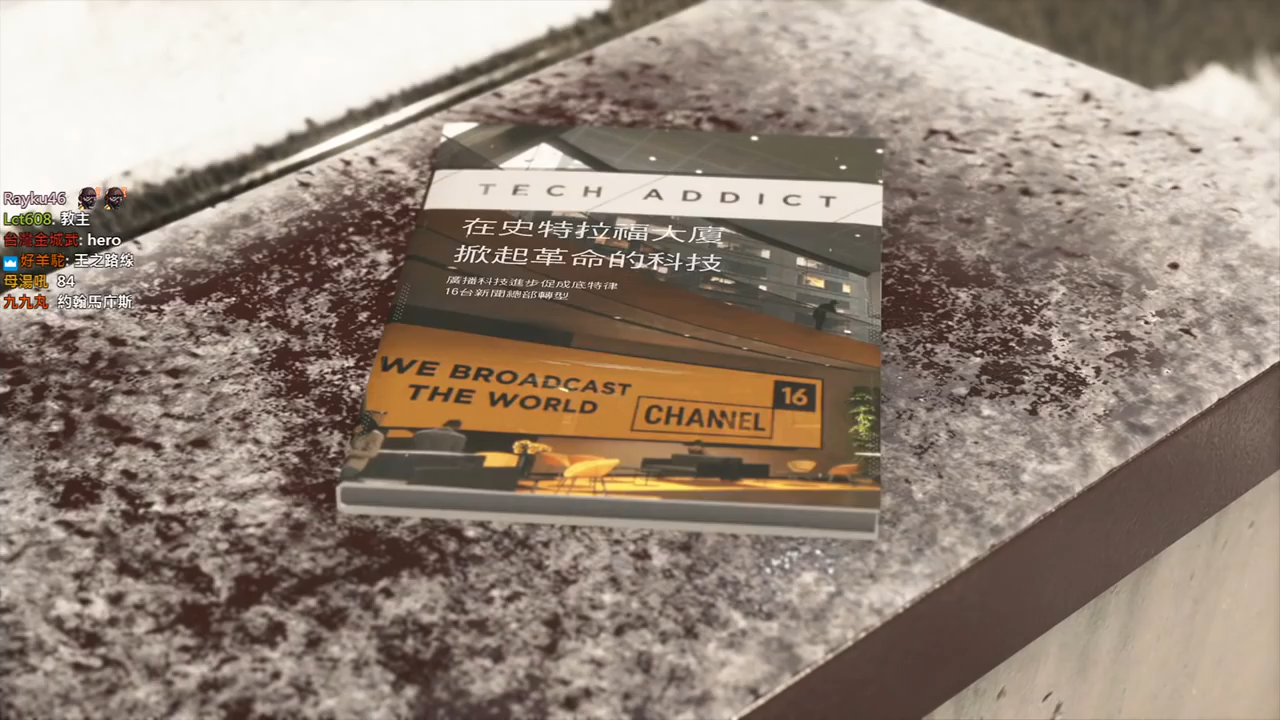 Rayku46
Lct608: 教主
台灣金城武: hero
好羊駝: 王之路線
母湯吼 84
九九丸 約翰馬庫斯
TECH ADDICT
在史特拉福大廈
掀起革命的科技
廣播科技進步促成底特律
16台新聞總部轉型
WE BROADCAST
THE WORLD
CHANNEL
16